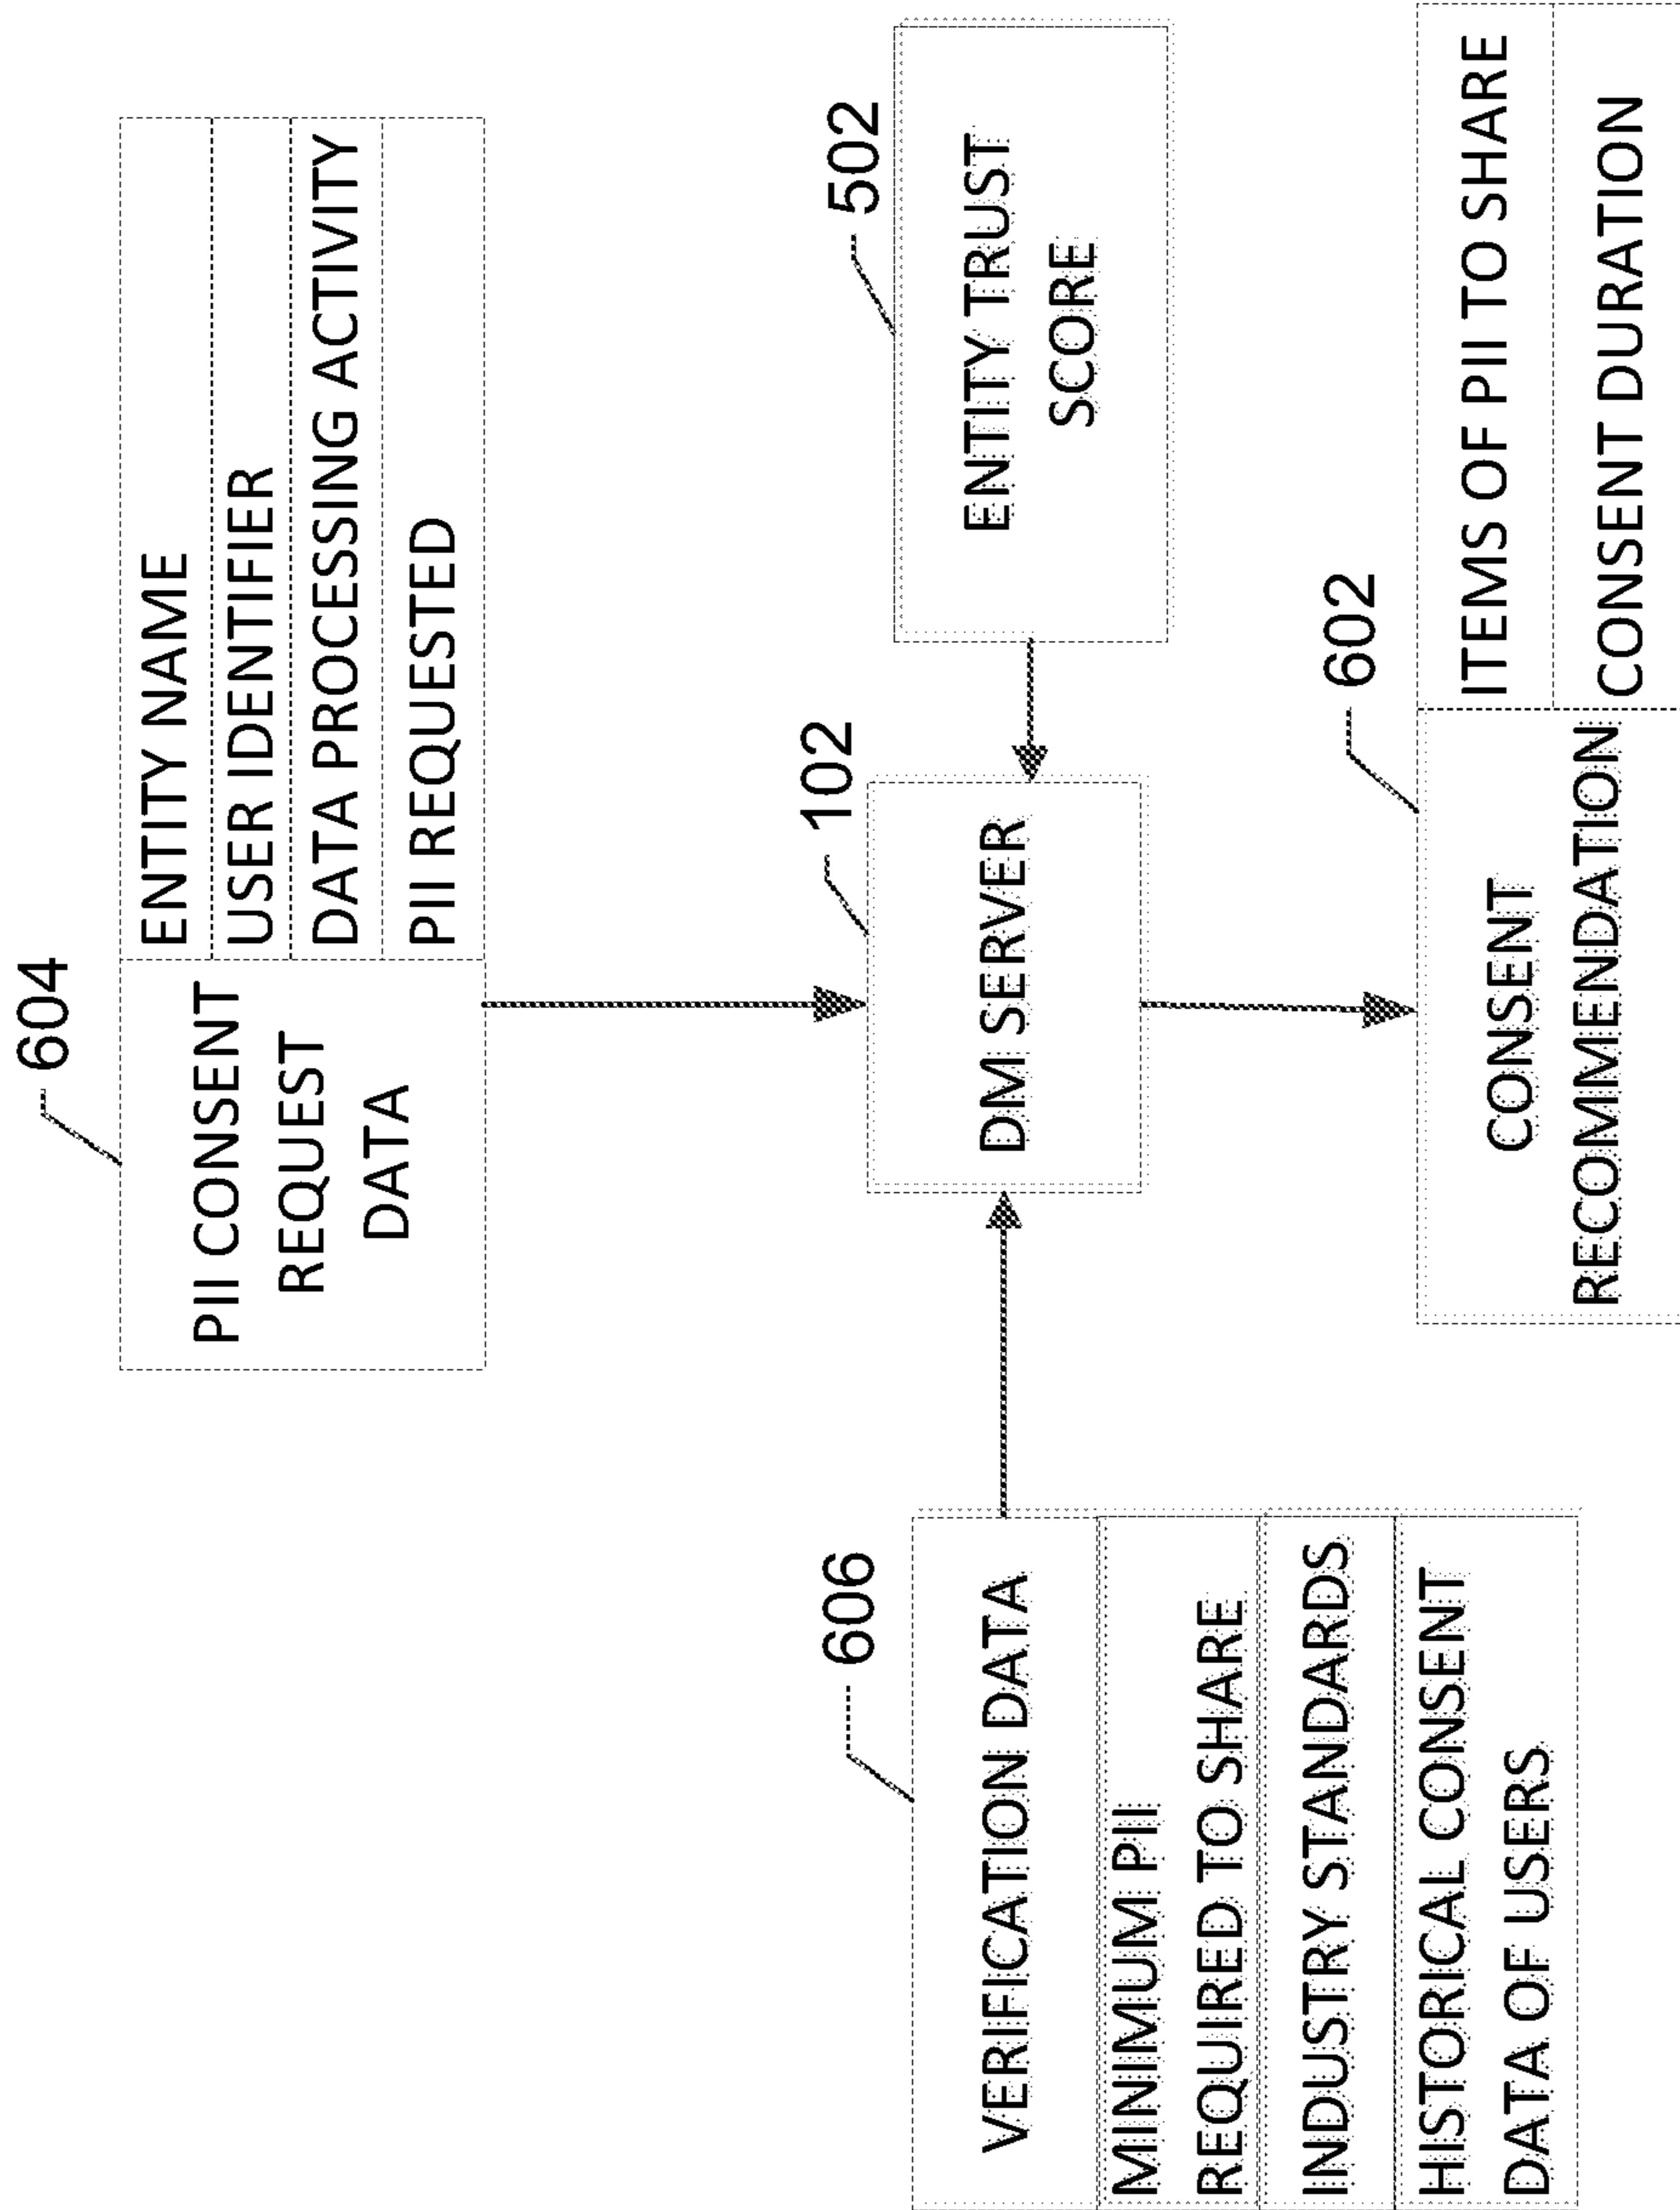 604
PII CONSENT
REQUEST
DATA
ENTITY NAME
USER IDENTIFIER
DATA PROCESSING ACTIVITY
PII REQUESTED
606
VERIFICATION DATA
MINIMUM PII
REQUIRED TO SHARE
INDUSTRY STANDARDS
HISTORICAL CONSENT
DATA OF USERS
102
DM SERVER
502
ENTITY TRUST
SCORE
602
CONSENT
RECOMMENDATION
ITEMS OF PII TO SHARE
CONSENT DURATION